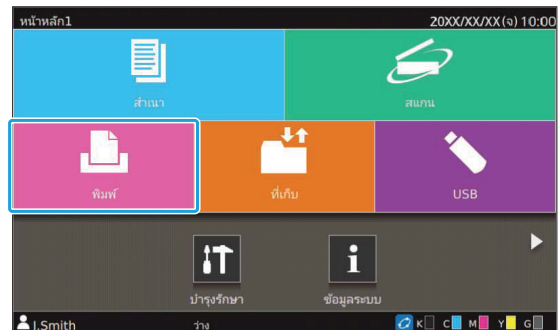 หน้าหลัก1 20XX/XX/XX(จ) 10:00
สำเนา สแกน
พิมพ์ ที่เก็บ USB
บำรุงรักษา ข้อมูลระบบ
J.Smith ว่าง K C M Y G